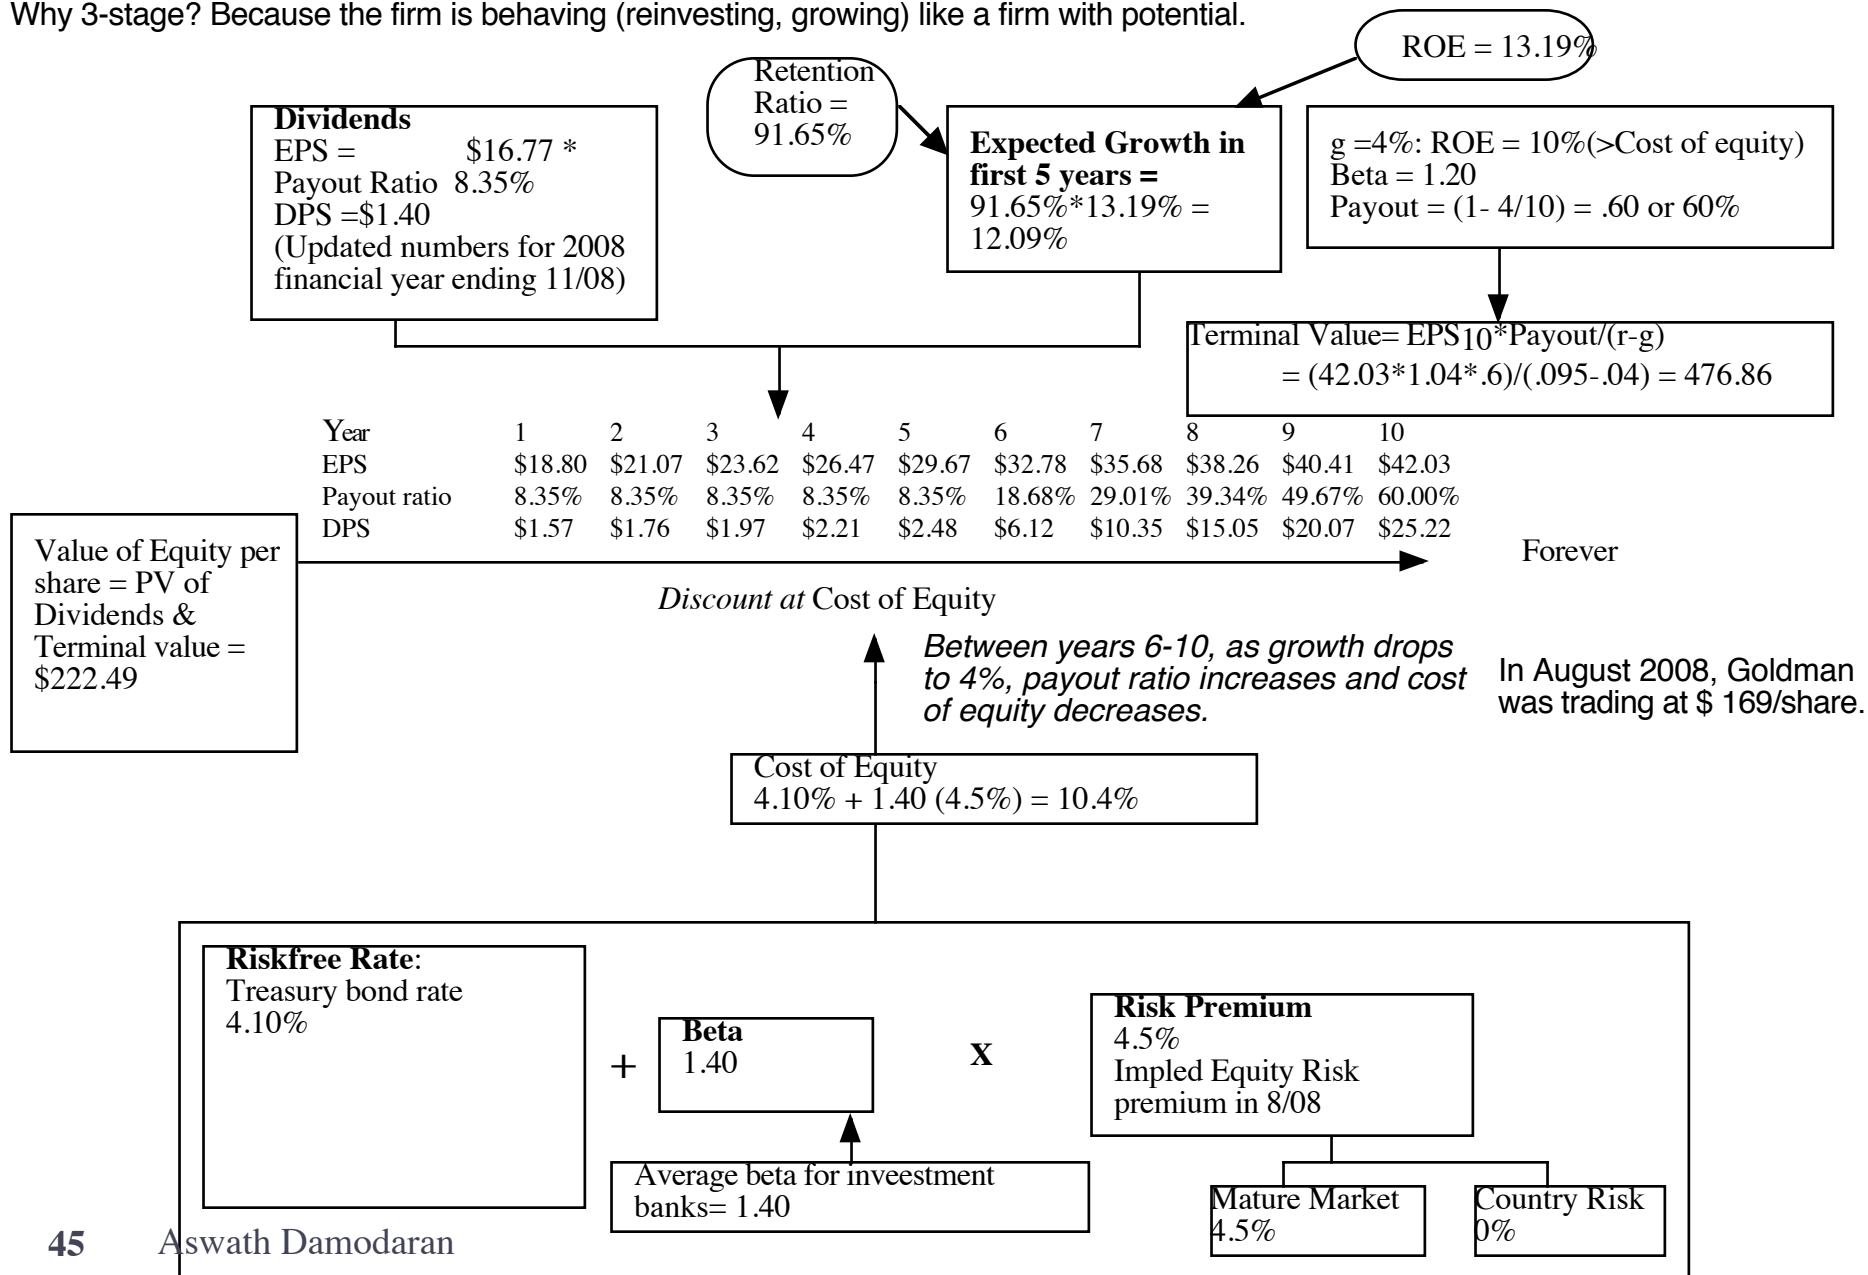 Why 3-stage? Because the firm is behaving (reinvesting, growing) like a firm with potential.
ROE = 13.19%
Retention
Ratio =
91.65%
Dividends
EPS = $16.77 *
Payout Ratio 8.35%
DPS =$1.40
(Updated numbers for 2008
financial year ending 11/08)
Expected Growth in
first 5 years =
91.65%*13.19% =
12.09%
g =4%: ROE = 10%(>Cost of equity)
Beta = 1.20
Payout = (1- 4/10) = .60 or 60%
Terminal Value= EPS10*Payout/(r-g)
= (42.03*1.04*.6)/(.095-.04) = 476.86
Year 1 2 3 4 5 6 7 8 9 10
EPS $18.80 $21.07 $23.62 $26.47 $29.67 $32.78 $35.68 $38.26 $40.41 $42.03
Payout ratio 8.35% 8.35% 8.35% 8.35% 8.35% 18.68% 29.01% 39.34% 49.67% 60.00%
DPS $1.57 $1.76 $1.97 $2.21 $2.48 $6.12 $10.35 $15.05 $20.07 $25.22
Value of Equity per
share = PV of
Dividends &
Terminal value =
$222.49
Forever
Discount at Cost of Equity
Between years 6-10, as growth drops
to 4%, payout ratio increases and cost
of equity decreases.
In August 2008, Goldman
was trading at $ 169/share.
Cost of Equity
4.10% + 1.40 (4.5%) = 10.4%
Riskfree Rate:
Treasury bond rate
4.10%
+
Beta
1.40
X
Risk Premium
4.5%
Impled Equity Risk
premium in 8/08
Average beta for inveestment
banks= 1.40
Mature Market
4.5%
Country Risk
0%
45 Aswath Damodaran